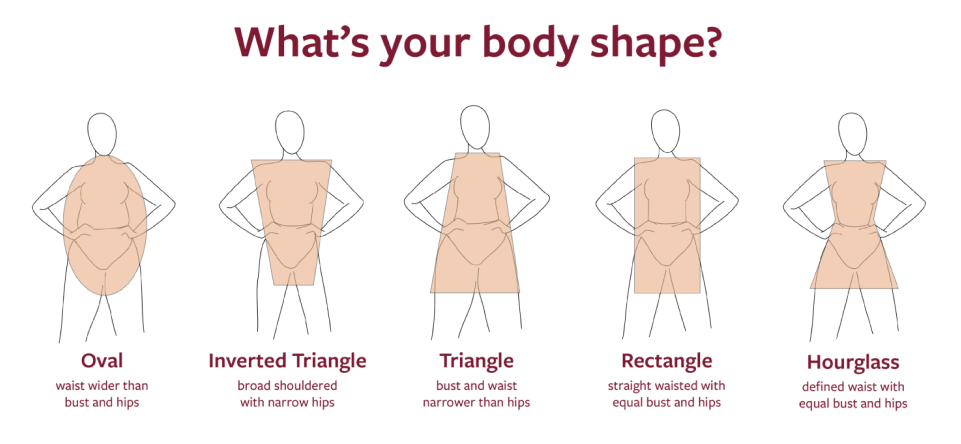 What's your body shape?
Oval
waist wider than
bust and hips
Inverted Triangle
broad shouldered
with narrow hips
Triangle
bust and waist
narrower than hips
Rectangle
straight waisted with
equal bust and hips
Hourglass
defined waist with
equal bust and hips